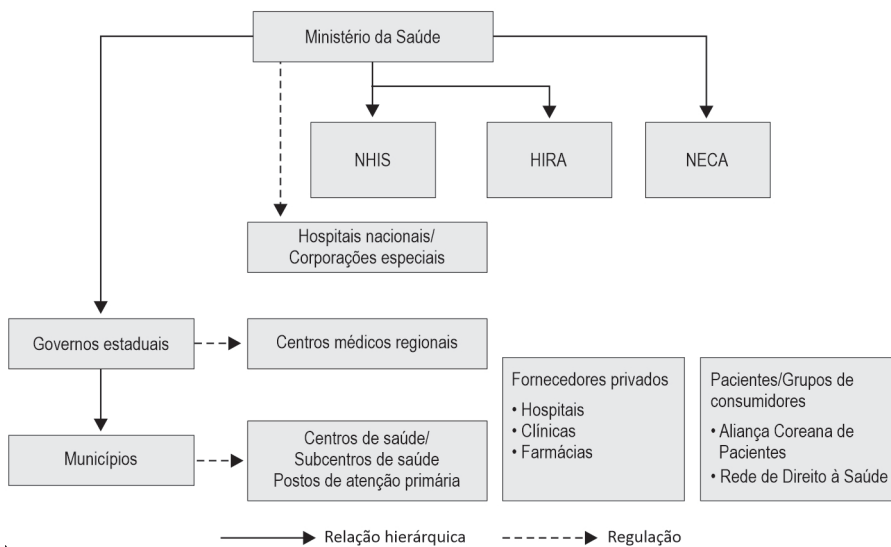 Ministério da Saúde
NHIS
HIRA
NECA
Hospitais nacionais/
Corporações especiais
Governos estaduais
Centros médicos regionais
Municípios
Centros de saúde/
Subcentros de saúde
Postos de atenção primária
Fornecedores privados
• Hospitais
• Clínicas
• Farmácias
Pacientes/Grupos de
consumidores
• Aliança Coreana de
Pacientes
• Rede de Direito à Saúde
Relação hierárquica
Regulação